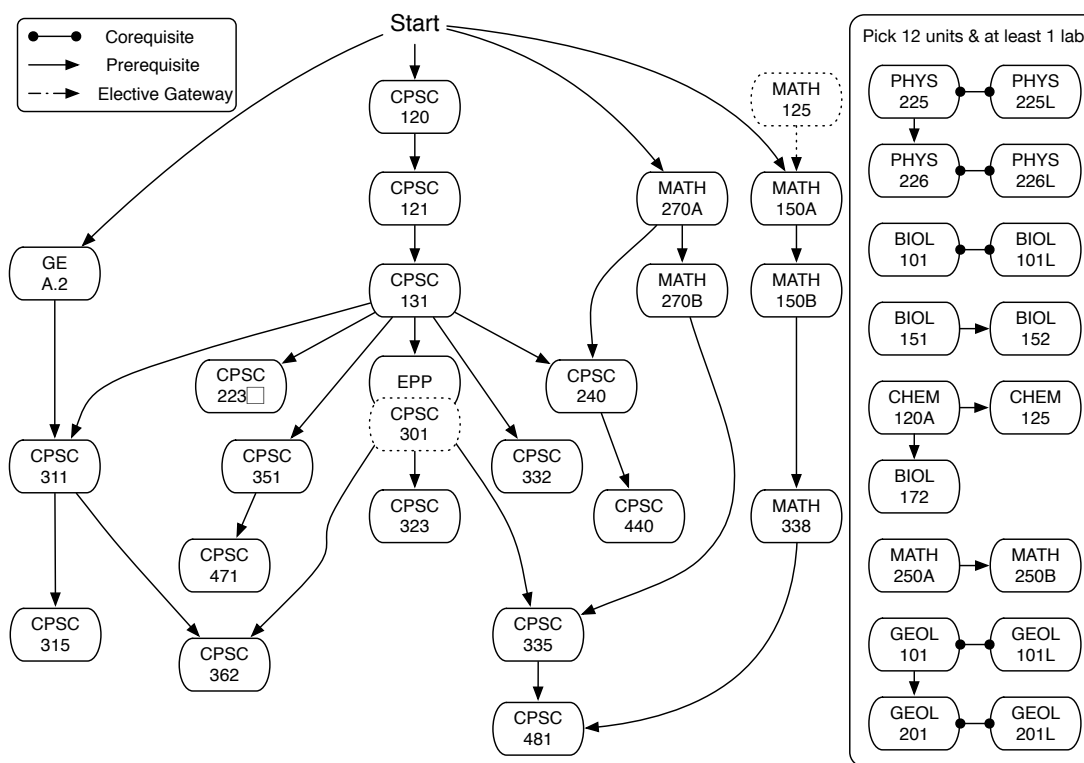 Start
Corequisite
Prerequisite
Elective Gateway
Pick 12 units & at least 1 lab
CPSC
120
MATH
125
CPSC
121
MATH
270A
MATH
150A
GE
A.2
CPSC
131
MATH
270B
MATH
150B
CPSC
223□
EPP
CPSC
301
CPSC
240
CPSC
311
CPSC
351
CPSC
332
CPSC
323
CPSC
440
MATH
338
CPSC
471
CPSC
315
CPSC
362
CPSC
335
CPSC
481
PHYS
225
PHYS
225L
PHYS
226
PHYS
226L
BIOL
101
BIOL
101L
BIOL
151
BIOL
152
CHEM
120A
CHEM
125
BIOL
172
MATH
250A
MATH
250B
GEOL
101
GEOL
101L
GEOL
201
GEOL
201L